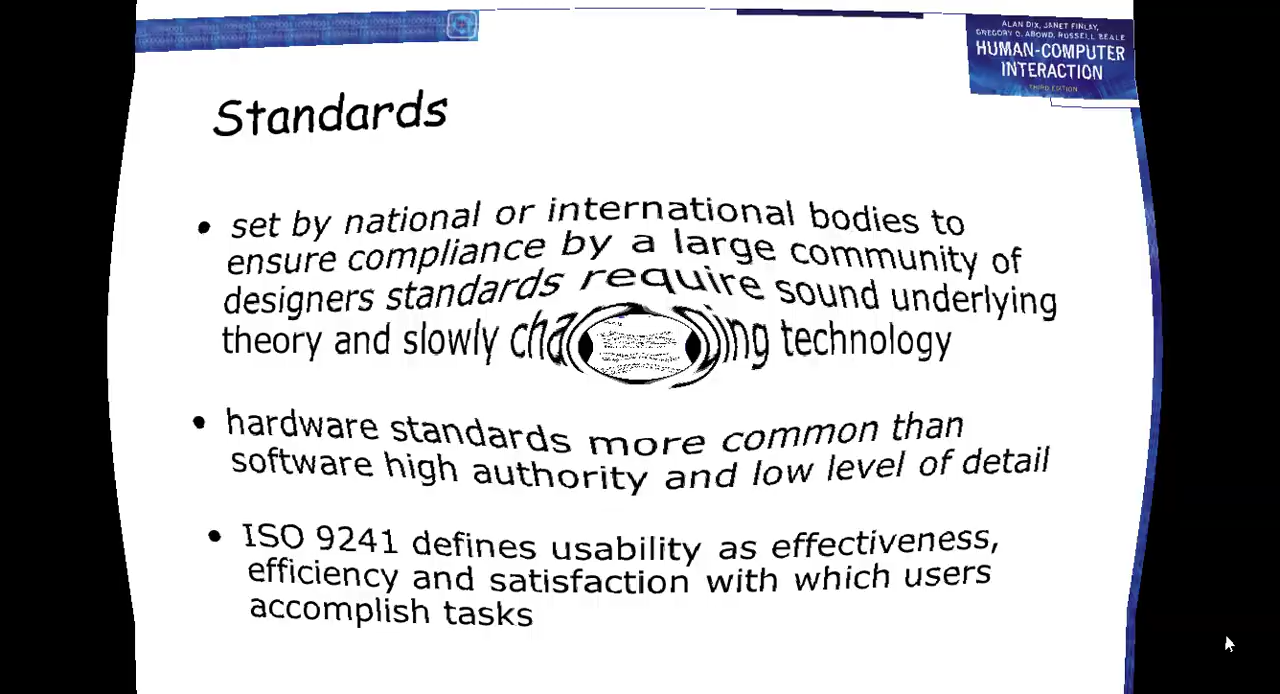 ALAN DIX, JANET FINLAY,
GREGORY D. ABOWD, RUSSELL BEALE
HUMAN-COMPUTER
INTERACTION
THIRD EDITION
Standards
• set by national or international bodies to
ensure compliance by a large community of
designers standards require sound underlying
theory and slowly technology
• hardware standards more common than
software high authority and low level of detail
• ISO 9241 defines usability as effectiveness,
efficiency and satisfaction with which users
accomplish tasks